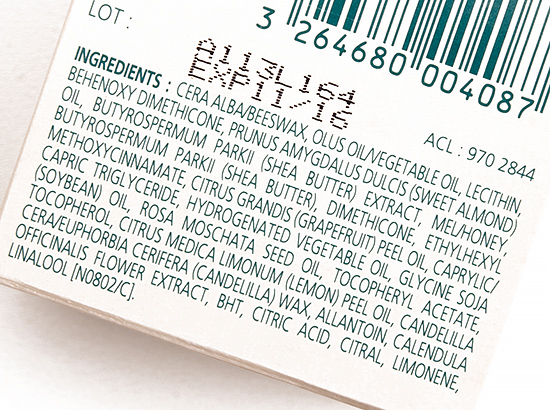 LOT :
3 264680 004087
A1113L164
EXP11/16
ACL : 970 2844
INGREDIENTS : CERA ALBA/BEESWAX, OLUS OIL/VEGETABLE OIL, LECITHIN,
BEHENOXY DIMETHICONE, PRUNUS AMYGDALUS DULCIS (SWEET ALMOND)
OIL, BUTYROSPERMUM PARKII (SHEA BUTTER) EXTRACT, MEL/HONEY,
BUTYROSPERMUM PARKII (SHEA BUTTER), DIMETHICONE, ETHYLHEXYL
METHOXYCINNAMATE, CITRUS GRANDIS (GRAPEFRUIT) PEEL OIL, CAPRYLIC/
CAPRIC TRIGLYCERIDE, HYDROGENATED VEGETABLE OIL, GLYCINE SOJA
(SOYBEAN) OIL, ROSA MOSCHATA SEED OIL, TOCOPHERYL ACETATE,
TOCOPHEROL, CITRUS MEDICA LIMONUM (LEMON) PEEL OIL, CANDELILLA
CERA/EUPHORBIA CERIFERA (CANDELILLA) WAX, ALLANTOIN, CALENDULA
OFFICINALIS FLOWER EXTRACT, BHT, CITRIC ACID, CITRAL, LIMONENE,
LINALOOL [N0802/C].